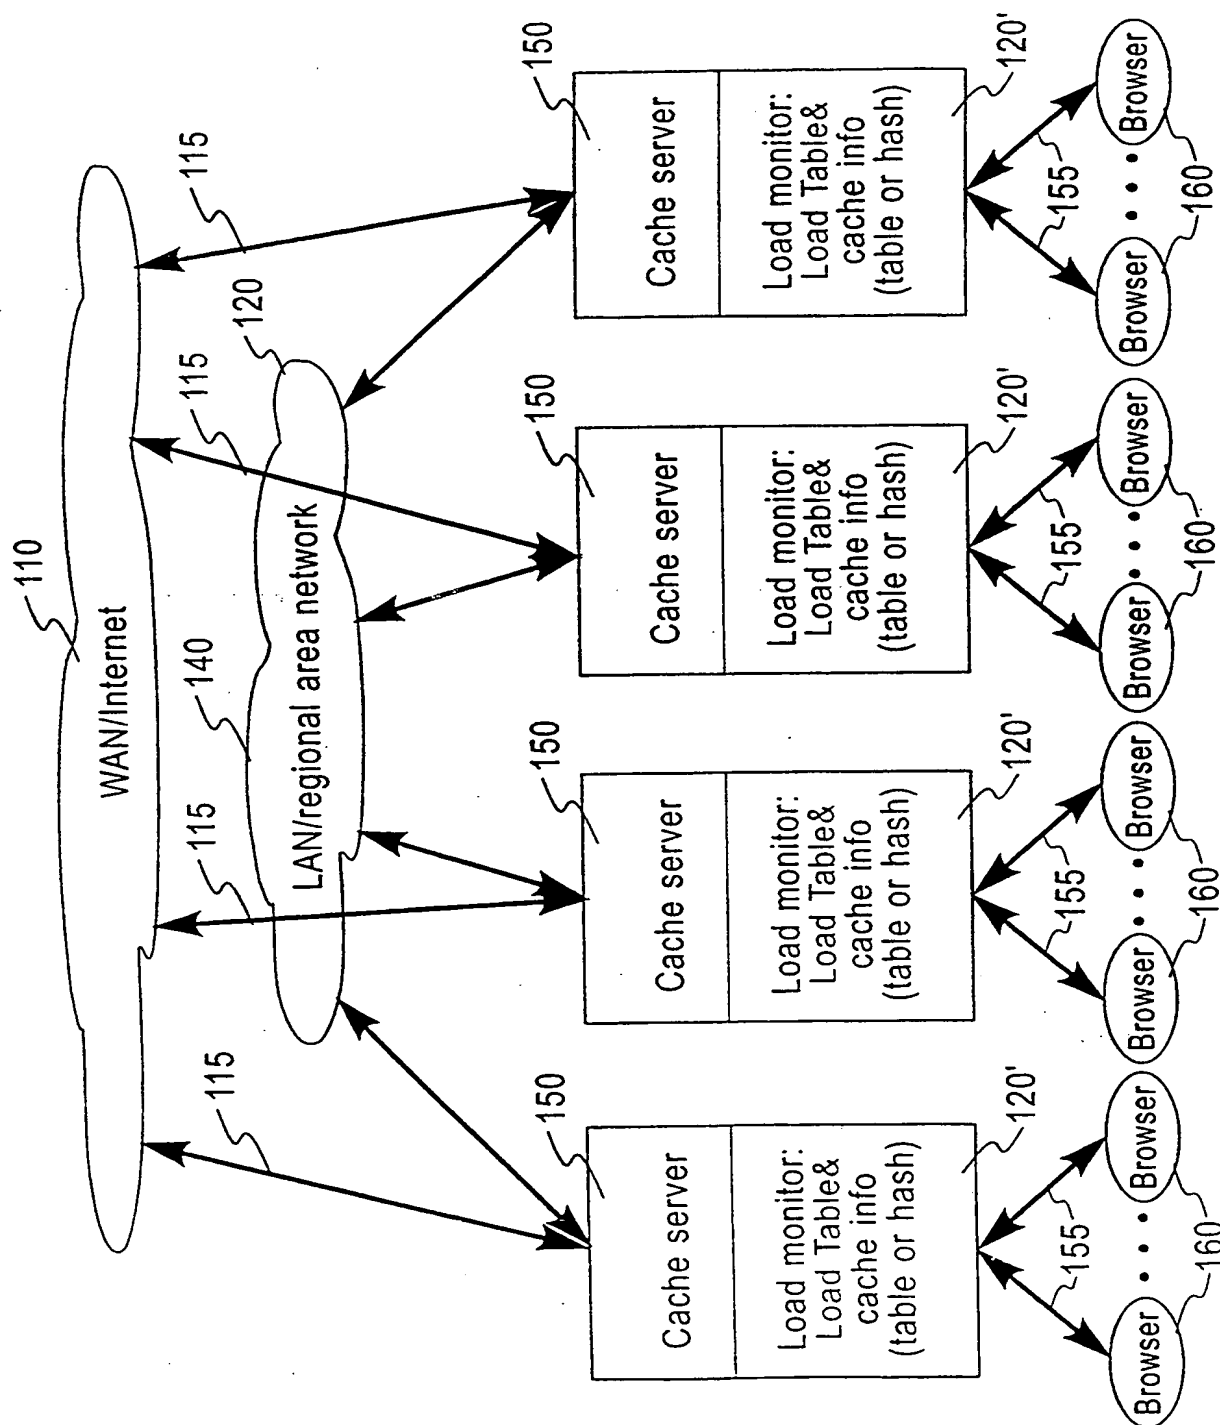 110
WAN/Internet
115
115
140
115
115
120
LAN/regional area network
150
150
150
150
Cache server
Cache server
Cache server
Cache server
Load monitor:
Load Table&
cache info
(table or hash)
Load monitor:
Load Table&
cache info
(table or hash)
Load monitor:
Load Table&
cache info
(table or hash)
Load monitor:
Load Table&
cache info
(table or hash)
120'
120'
120'
120'
155
155
155
155
Browser
Browser
Browser
Browser
Browser
Browser
Browser
Browser
160
160
160
160